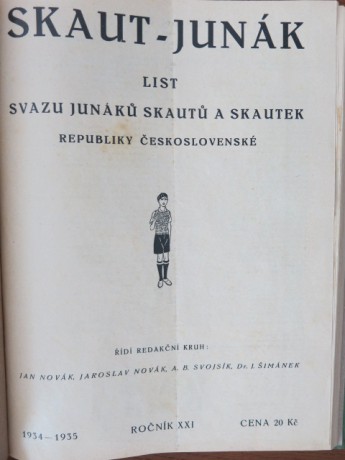 SKAUT-JUNÁK
LIST
SVAZU JUNÁKŮ SKAUTŮ A SKAUTEK
REPUBLIKY ČESKOSLOVENSKÉ
ŘÍDÍ REDAKČNÍ KRUH:
JAN NOVÁK, JAROSLAV NOVÁK, A. B. SVOJSÍK, Dr. I. ŠIMÁNEK
1934—1935 ROČNÍK XXI CENA 20 Kč